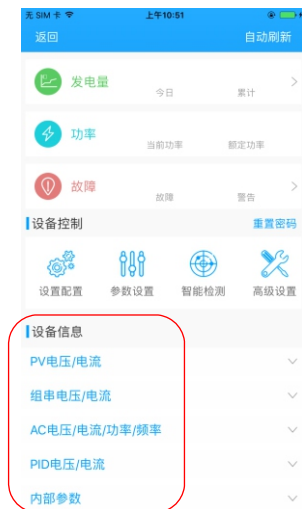 无 SIM 卡 上午10:51
返回 自动刷新
发电量 今日 累计
功率 当前功率 额定功率
故障 故障 警告
设备控制 重置密码
设置配置 参数设置 智能检测 高级设置
设备信息
PV电压/电流
组串电压/电流
AC电压/电流/功率/频率
PID电压/电流
内部参数